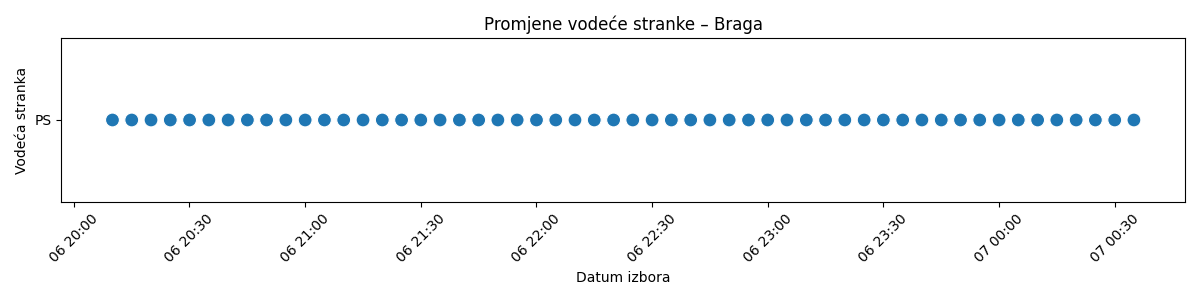 Promjene vodeće stranke – Braga
Vodeća stranka
PS
06 20:00
06 20:30
06 21:00
06 21:30
06 22:00
06 22:30
06 23:00
06 23:30
07 00:00
07 00:30
Datum izbora